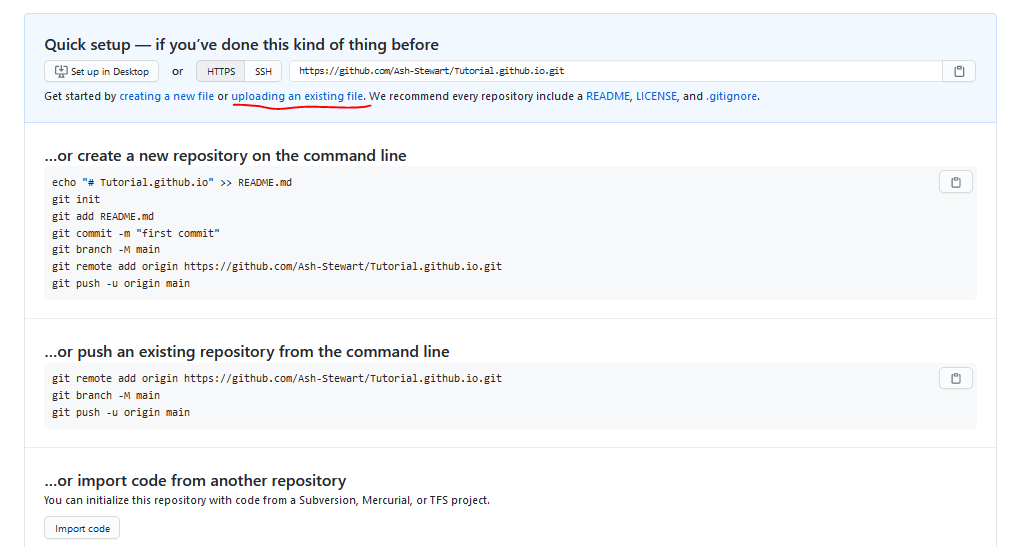 Quick setup — if you’ve done this kind of thing before
Set up in Desktop or HTTPS SSH https://github.com/Ash-Stewart/Tutorial.github.io.git
Get started by creating a new file or uploading an existing file. We recommend every repository include a README, LICENSE, and .gitignore.
…or create a new repository on the command line
echo "# Tutorial.github.io" >> README.md
git init
git add README.md
git commit -m "first commit"
git branch -M main
git remote add origin https://github.com/Ash-Stewart/Tutorial.github.io.git
git push -u origin main
…or push an existing repository from the command line
git remote add origin https://github.com/Ash-Stewart/Tutorial.github.io.git
git branch -M main
git push -u origin main
…or import code from another repository
You can initialize this repository with code from a Subversion, Mercurial, or TFS project.
Import code